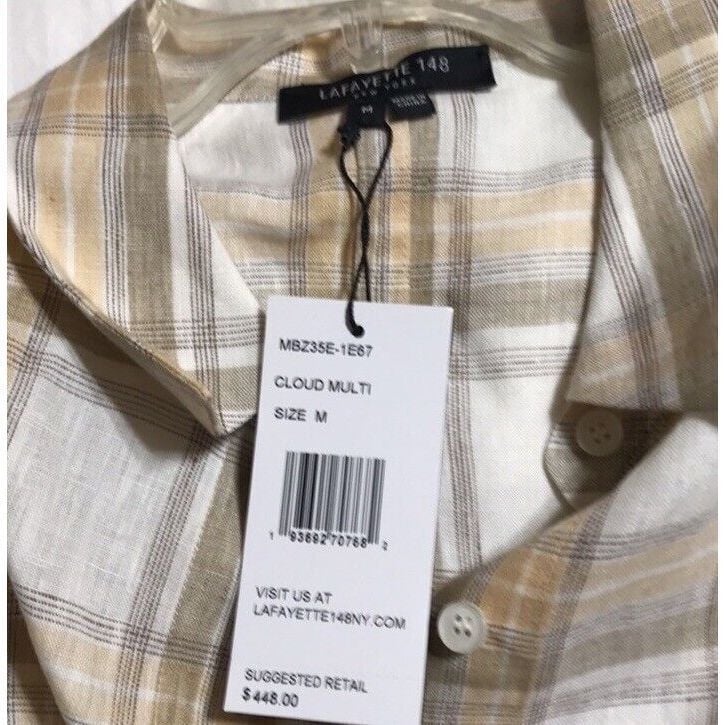 LAFAYETTE 148
NEW YORK
M
MBZ35E-1E67
CLOUD MULTI
SIZE M
1 93692 70768 2
VISIT US AT
LAFAYETTE148NY.COM
SUGGESTED RETAIL
$448.00